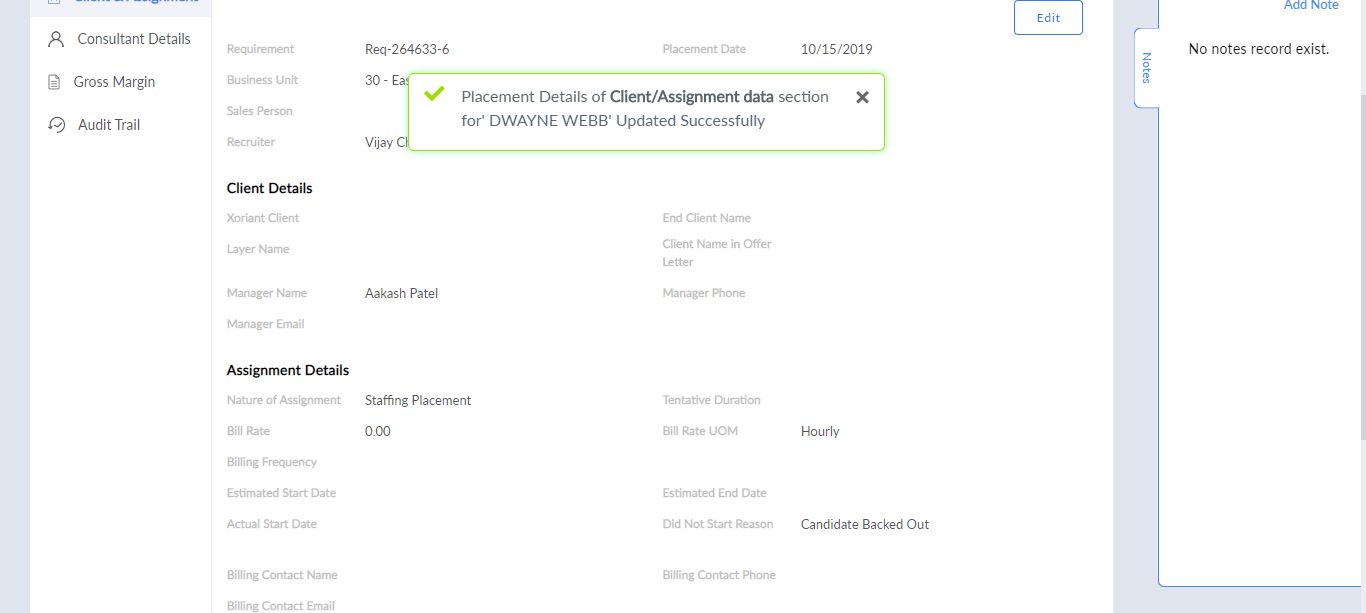 Edit
Add Note
Consultant Details
Gross Margin
Audit Trail
Requirement Req-264633-6 Placement Date 10/15/2019
Business Unit 30 -
Sales Person
Recruiter Vijay
Placement Details of Client/Assignment data section
for' DWAYNE WEBB' Updated Successfully
Client Details
Xoriant Client End Client Name
Layer Name Client Name in Offer
Letter
Manager Name Aakash Patel Manager Phone
Manager Email
Assignment Details
Nature of Assignment Staffing Placement Tentative Duration
Bill Rate 0.00 Bill Rate UOM Hourly
Billing Frequency
Estimated Start Date Estimated End Date
Actual Start Date Did Not Start Reason Candidate Backed Out
Billing Contact Name Billing Contact Phone
Billing Contact Email
Notes
No notes record exist.